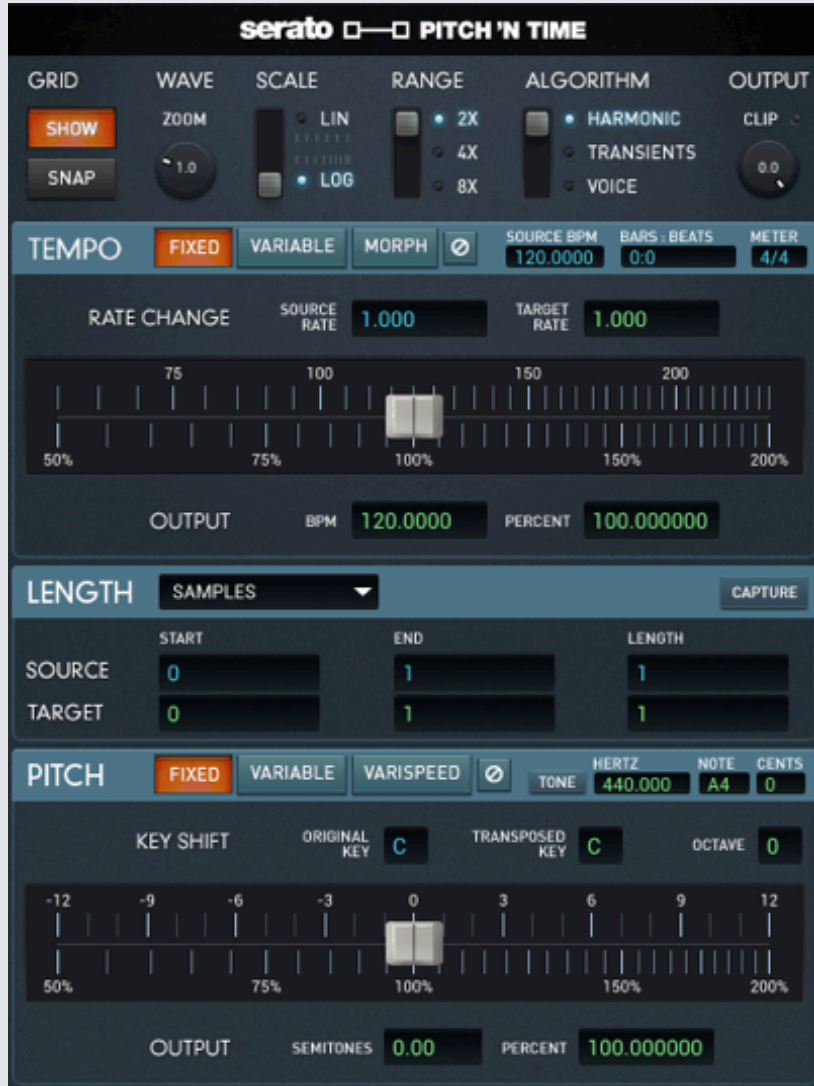 serato PITCH 'N TIME
GRID WAVE SCALE RANGE ALGORITHM OUTPUT
SHOW ZOOM LIN 2X HARMONIC CLIP
SNAP 1.0 4X TRANSIENTS 0.0
LOG 8X VOICE
TEMPO FIXED VARIABLE MORPH SOURCE BPM 120.0000 BARS : BEATS 0:0 METER 4/4
RATE CHANGE SOURCE RATE 1.000 TARGET RATE 1.000
75 100 150 200
50% 75% 100% 150% 200%
OUTPUT BPM 120.0000 PERCENT 100.000000
LENGTH SAMPLES CAPTURE
START END LENGTH
SOURCE 0 1 1
TARGET 0 1 1
PITCH FIXED VARIABLE VARISPEED TONE HERTZ 440.000 NOTE A4 CENTS 0
KEY SHIFT ORIGINAL KEY C TRANSPOSED KEY C OCTAVE 0
-12 -9 -6 -3 0 3 6 9 12
50% 75% 100% 150% 200%
OUTPUT SEMITONES 0.00 PERCENT 100.000000